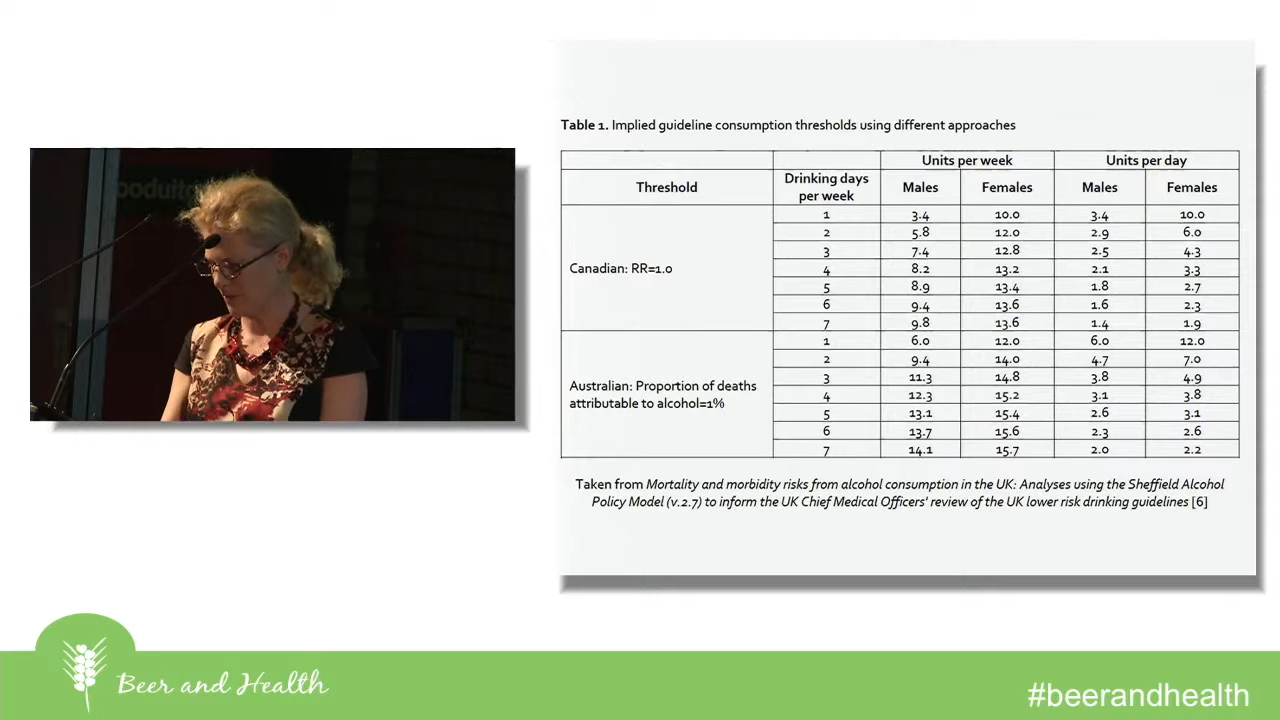 ooduitg
Table 1. Implied guideline consumption thresholds using different approaches
Units per week Units per day
Threshold Drinking days per week Males Females Males Females
Canadian: RR=1.0
1 3.4 10.0 3.4 10.0
2 5.8 12.0 2.9 6.0
3 7.4 12.8 2.5 4.3
4 8.2 13.2 2.1 3.3
5 8.9 13.4 1.8 2.7
6 9.4 13.6 1.6 2.3
7 9.8 13.6 1.4 1.9
Australian: Proportion of deaths
attributable to alcohol=1%
1 6.0 12.0 6.0 12.0
2 9.4 14.0 4.7 7.0
3 11.3 14.8 3.8 4.9
4 12.3 15.2 3.1 3.8
5 13.1 15.4 2.6 3.1
6 13.7 15.6 2.3 2.6
7 14.1 15.7 2.0 2.2
Taken from Mortality and morbidity risks from alcohol consumption in the UK: Analyses using the Sheffield Alcohol
Policy Model (v.2.7) to inform the UK Chief Medical Officers' review of the UK lower risk drinking guidelines [6]
Beer and Health
#beerandhealth